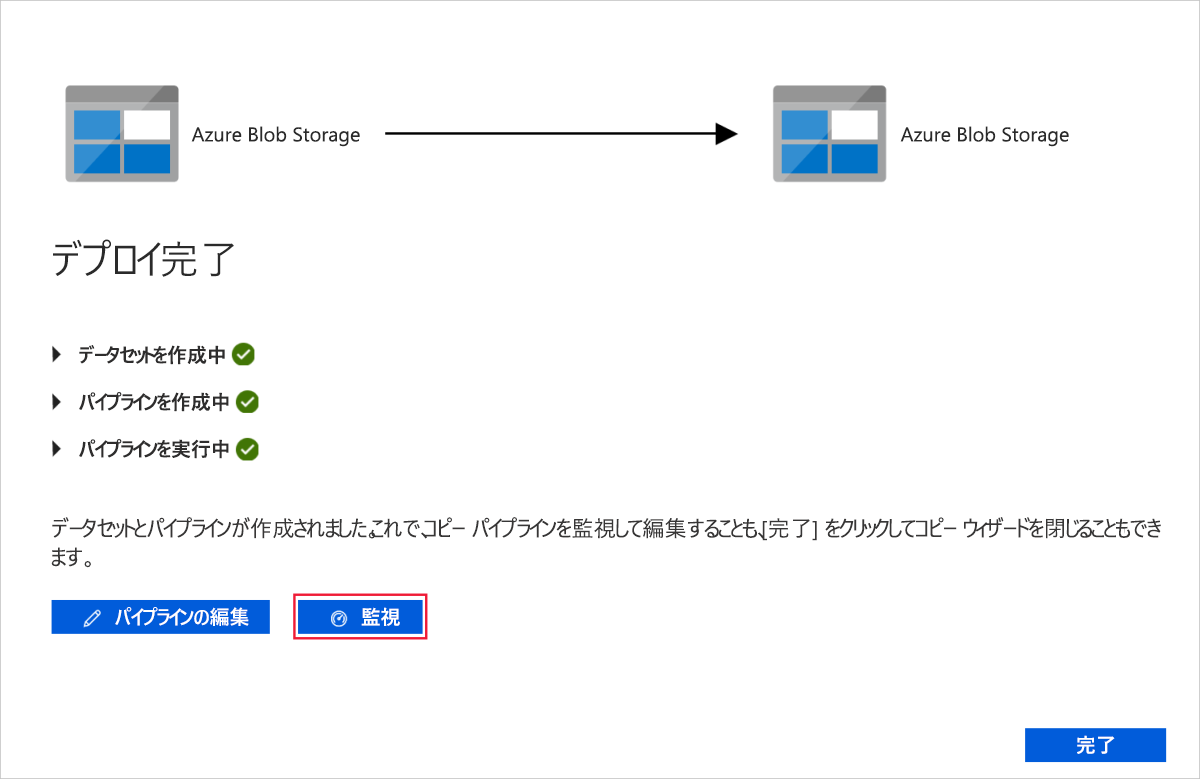 Azure Blob Storage
Azure Blob Storage
デプロイ完了
データセットを作成中
パイプラインを作成中
パイプラインを実行中
データセットとパイプラインが作成されました。これで、コピー パイプラインを監視して編集することも、[完了] をクリックしてコピー ウィザードを閉じることもでき
ます。
パイプラインの編集
監視
完了